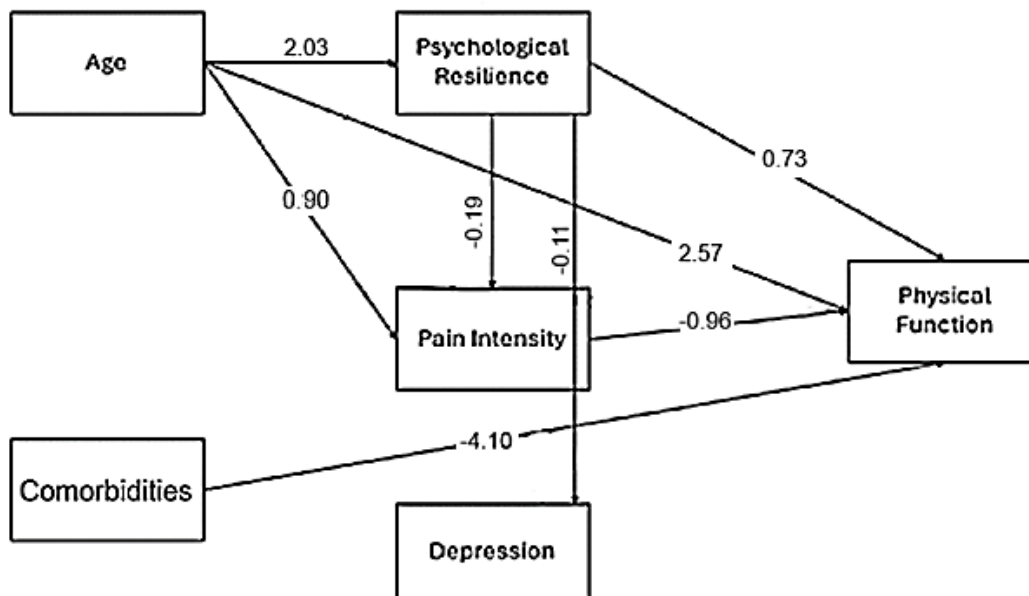 Age
2.03
Psychological
Resilience
0.73
0.90
-0.19
-0.11
2.57
Physical
Function
Pain Intensity
-0.96
-4.10
Comorbidities
Depression